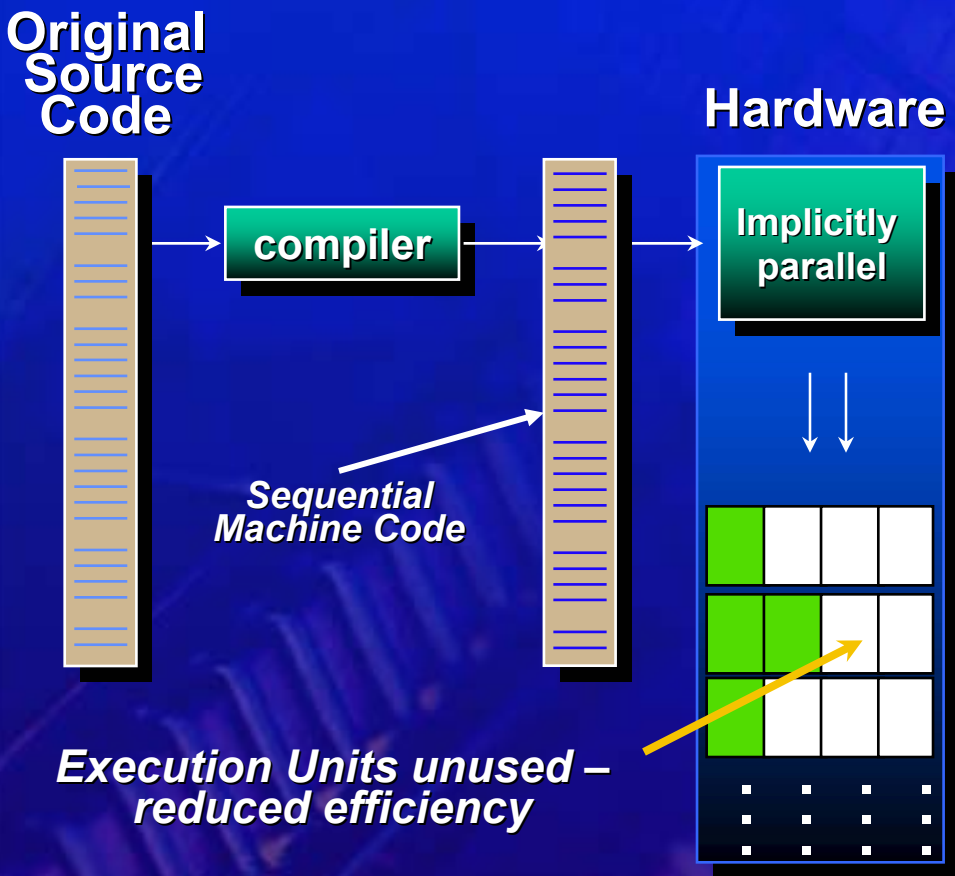 Original
Source
Code
Hardware
compiler
Implicitly
parallel
Sequential
Machine Code
Execution Units unused –
reduced efficiency